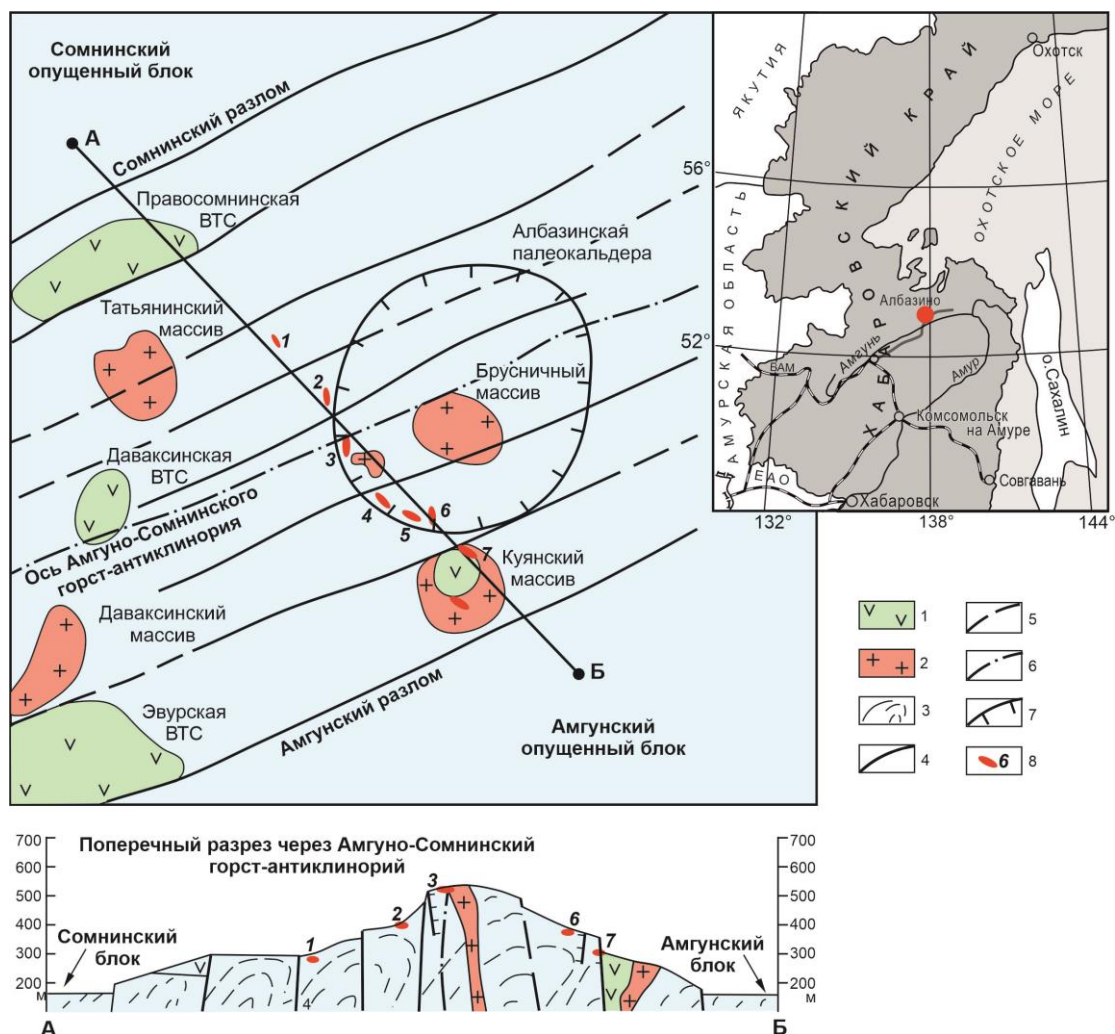 Сомнинский
опущенный блок
А
Сомнинский разлом
Правосомнинская
ВТС
Албазинская
палеокальдера
Татьянинский
массив
1
2
Брусничный
массив
Даваксинская
ВТС
3
4
5
6
7
Ось Амгуно-Сомнинского
горст-антиклинория
Куянский
массив
Даваксинский
массив
Б
Эвурская
ВТС
Амгунский разлом
Амгунский
опущенный блок
ЯКУТИЯ
ХАБАРОВСКИЙ КРАЙ
Охотск
ОХОТСКОЕ МОРЕ
56°
АМУРСКАЯ ОБЛАСТЬ
Албазино
52°
Амгунь
БАМ
Амур
о.Сахалин
Комсомольск
на Амуре
Совгавань
ЕАО
Хабаровск
132°
138°
144°
1
2
3
4
5
6
7
6 8
Поперечный разрез через Амгуно-Сомнинский
горст-антиклинорий
700
600
500
400
300
200
м
700
600
500
400
300
200
м
Сомнинский
блок
1
2
3
6
7
4
Амгунский
блок
А
Б